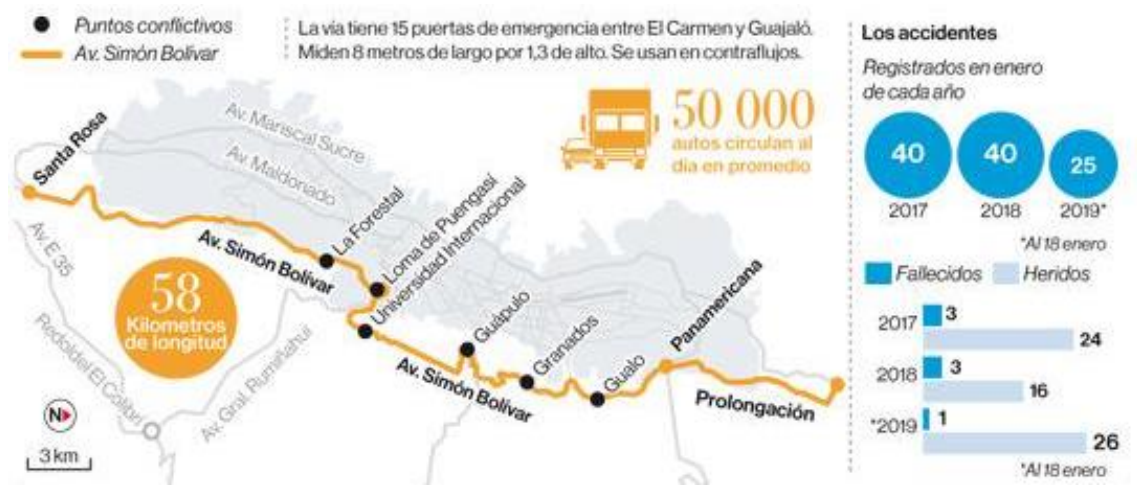 Puntos conflictivos
Av. Simón Bolívar
La vía tiene 15 puertas de emergencia entre El Carmen y Guajaló.
Miden 8 metros de largo por 1,3 de alto. Se usan en contraflujos.
50 000
autos circulan al
día en promedio
Santa Rosa
Av. Mariscal Sucre
Av. Maldonado
La Forestal
Loma de Puengasí
Universidad Internacional
Av. Simón Bolívar
Guápulo
Granados
Gualo
Panamericana
Av. Simón Bolívar
Prolongación
Av. E 35
58
Kilometros
de longitud
Redoldel El Colibrí
Av. Gral. Rumiñahui
N
3 km
Los accidentes
Registrados en enero
de cada año
40
40
25
2017
2018
2019*
*Al 18 enero
Fallecidos
Heridos
2017
3
24
2018
3
16
*2019
1
26
*Al 18 enero